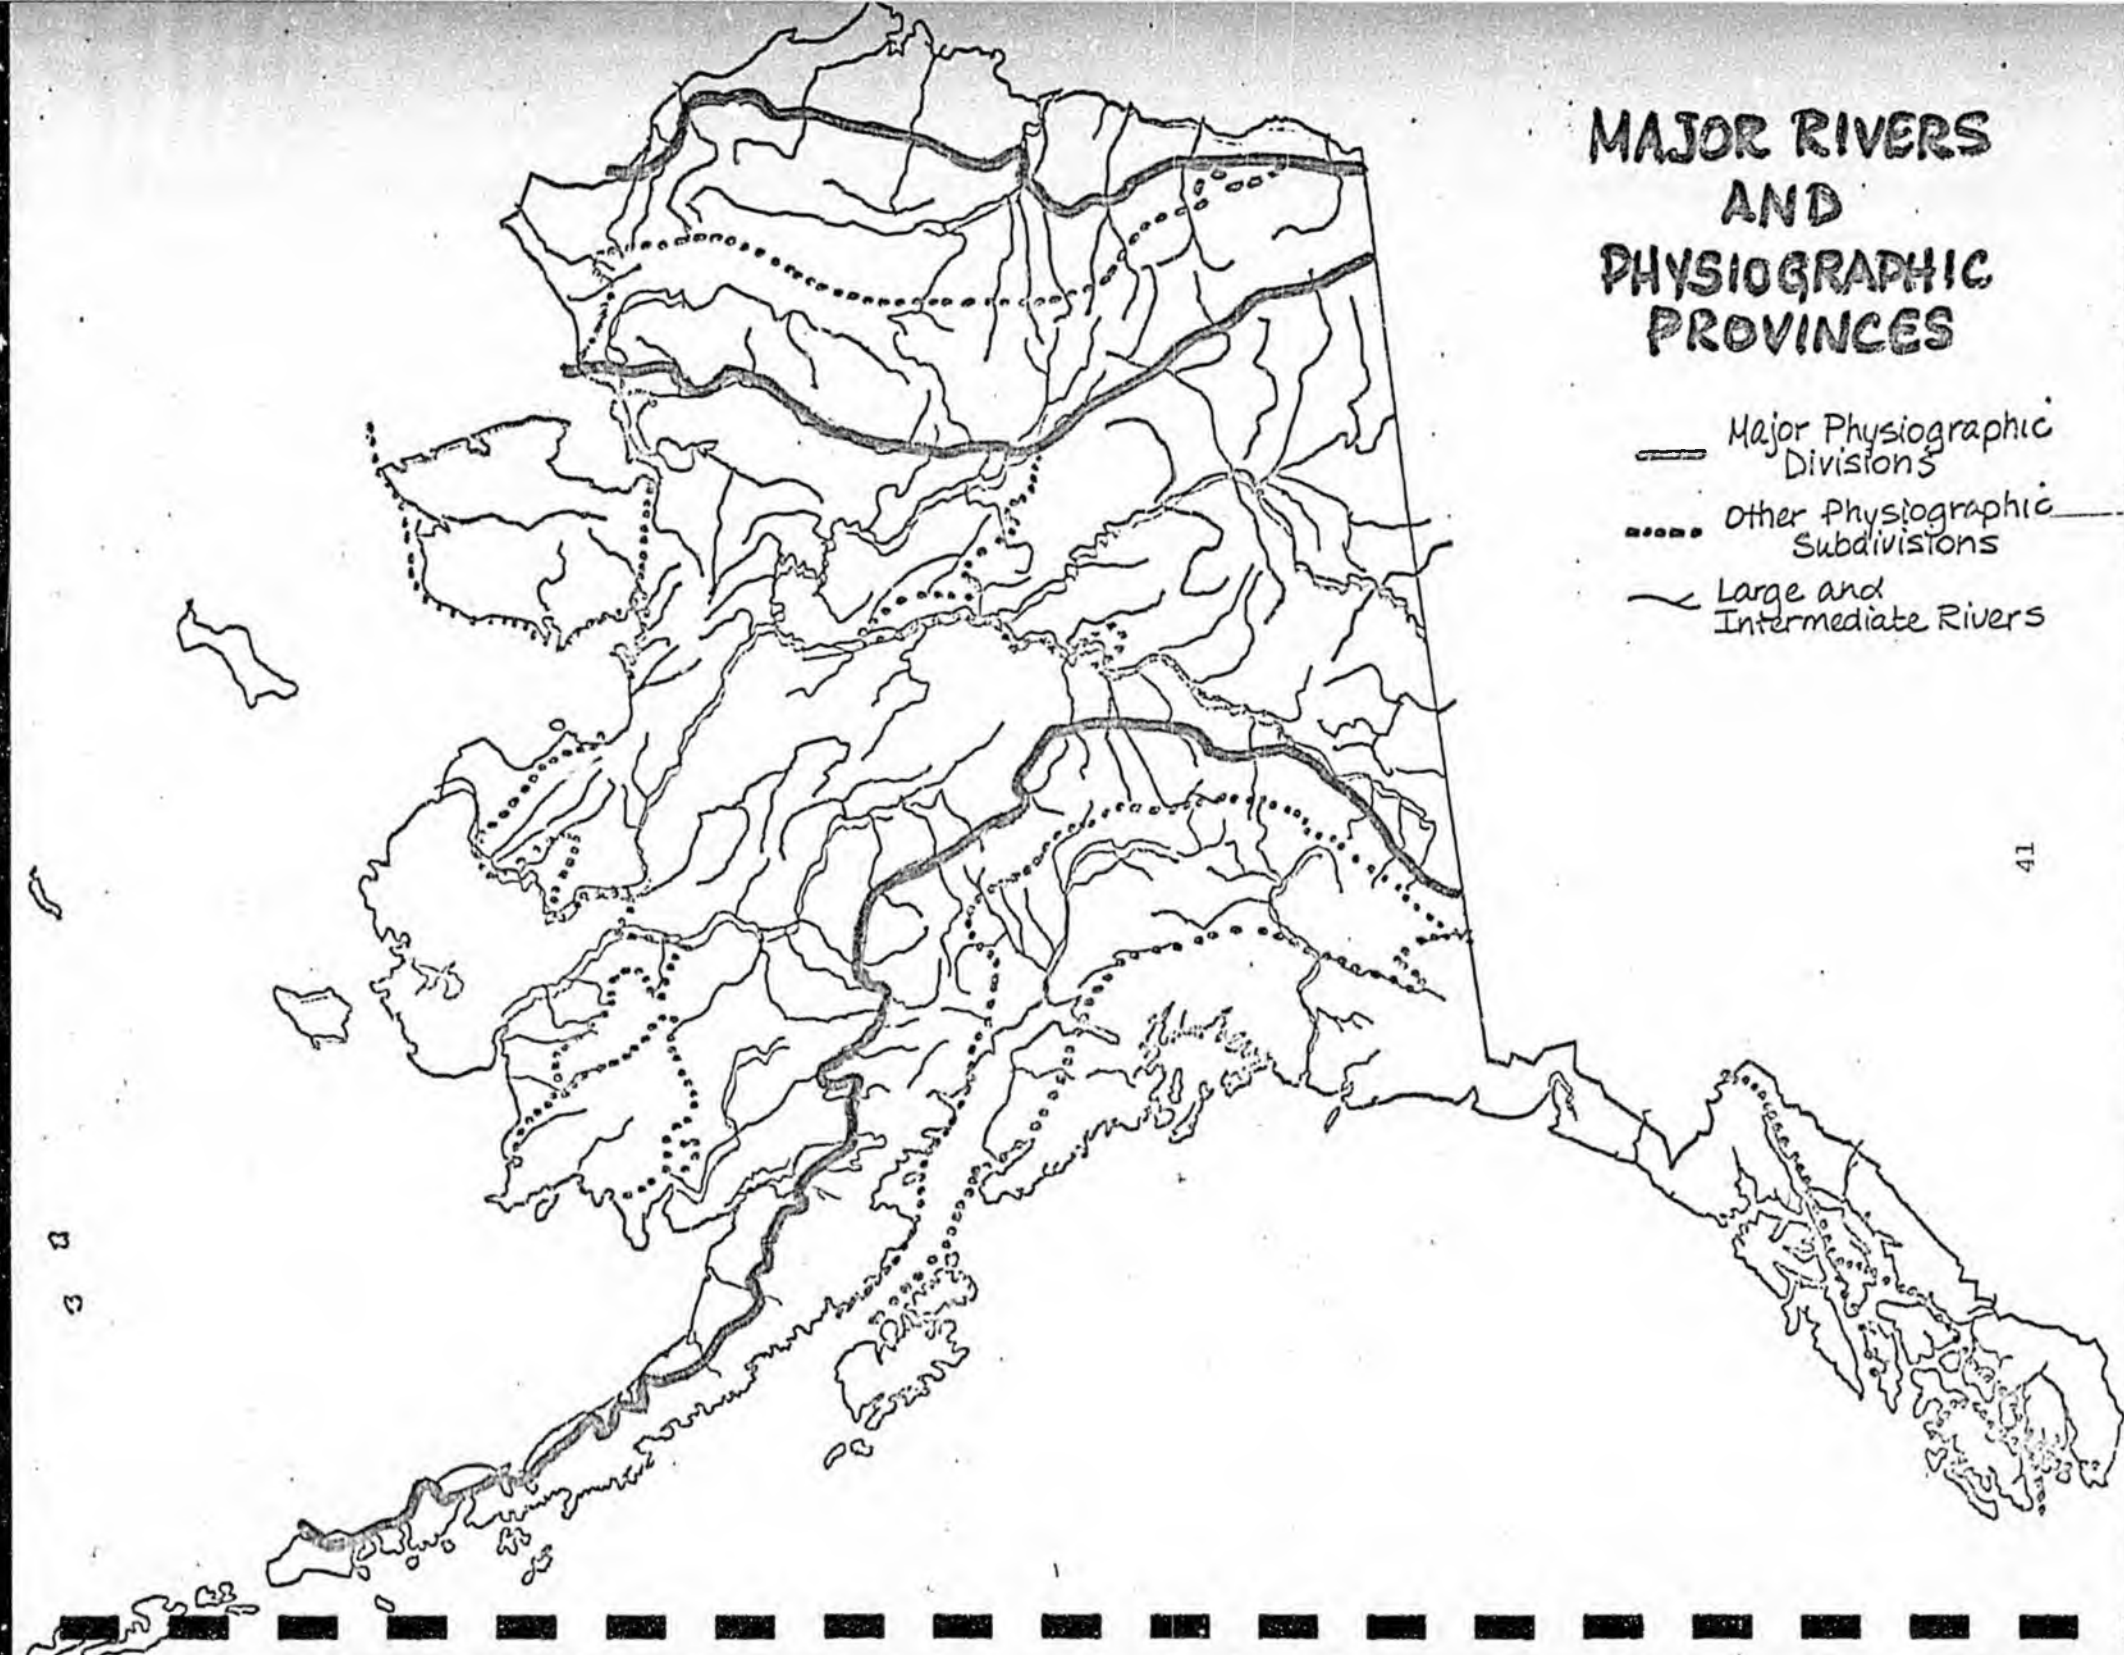 MAJOR RIVERS
AND
PHYSIOGRAPHIC
PROVINCES
Major Physiographic
Divisions
Other Physiographic
Subdivisions
Large and
Intermediate Rivers
41